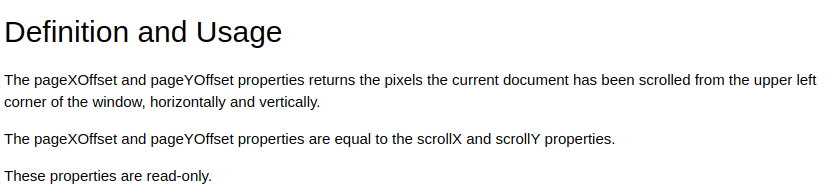 Definition and Usage
The pageXOffset and pageYOffset properties returns the pixels the current document has been scrolled from the upper left
corner of the window, horizontally and vertically.
The pageXOffset and pageYOffset properties are equal to the scrollX and scrollY properties.
These properties are read-only.